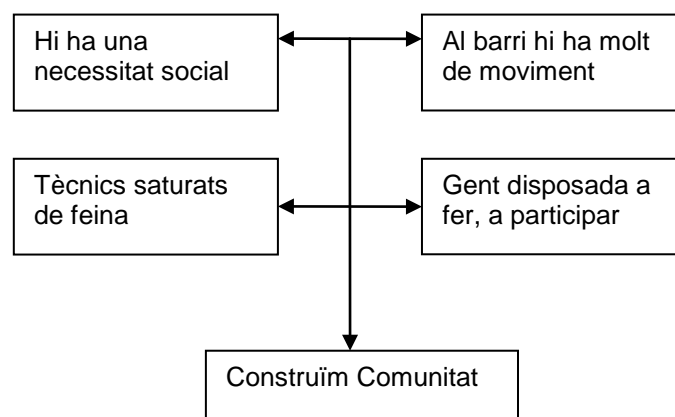 Hi ha una
necessitat social
Al barri hi ha molt
de moviment
Tècnics saturats
de feina
Gent disposada a
fer, a participar
Construïm Comunitat